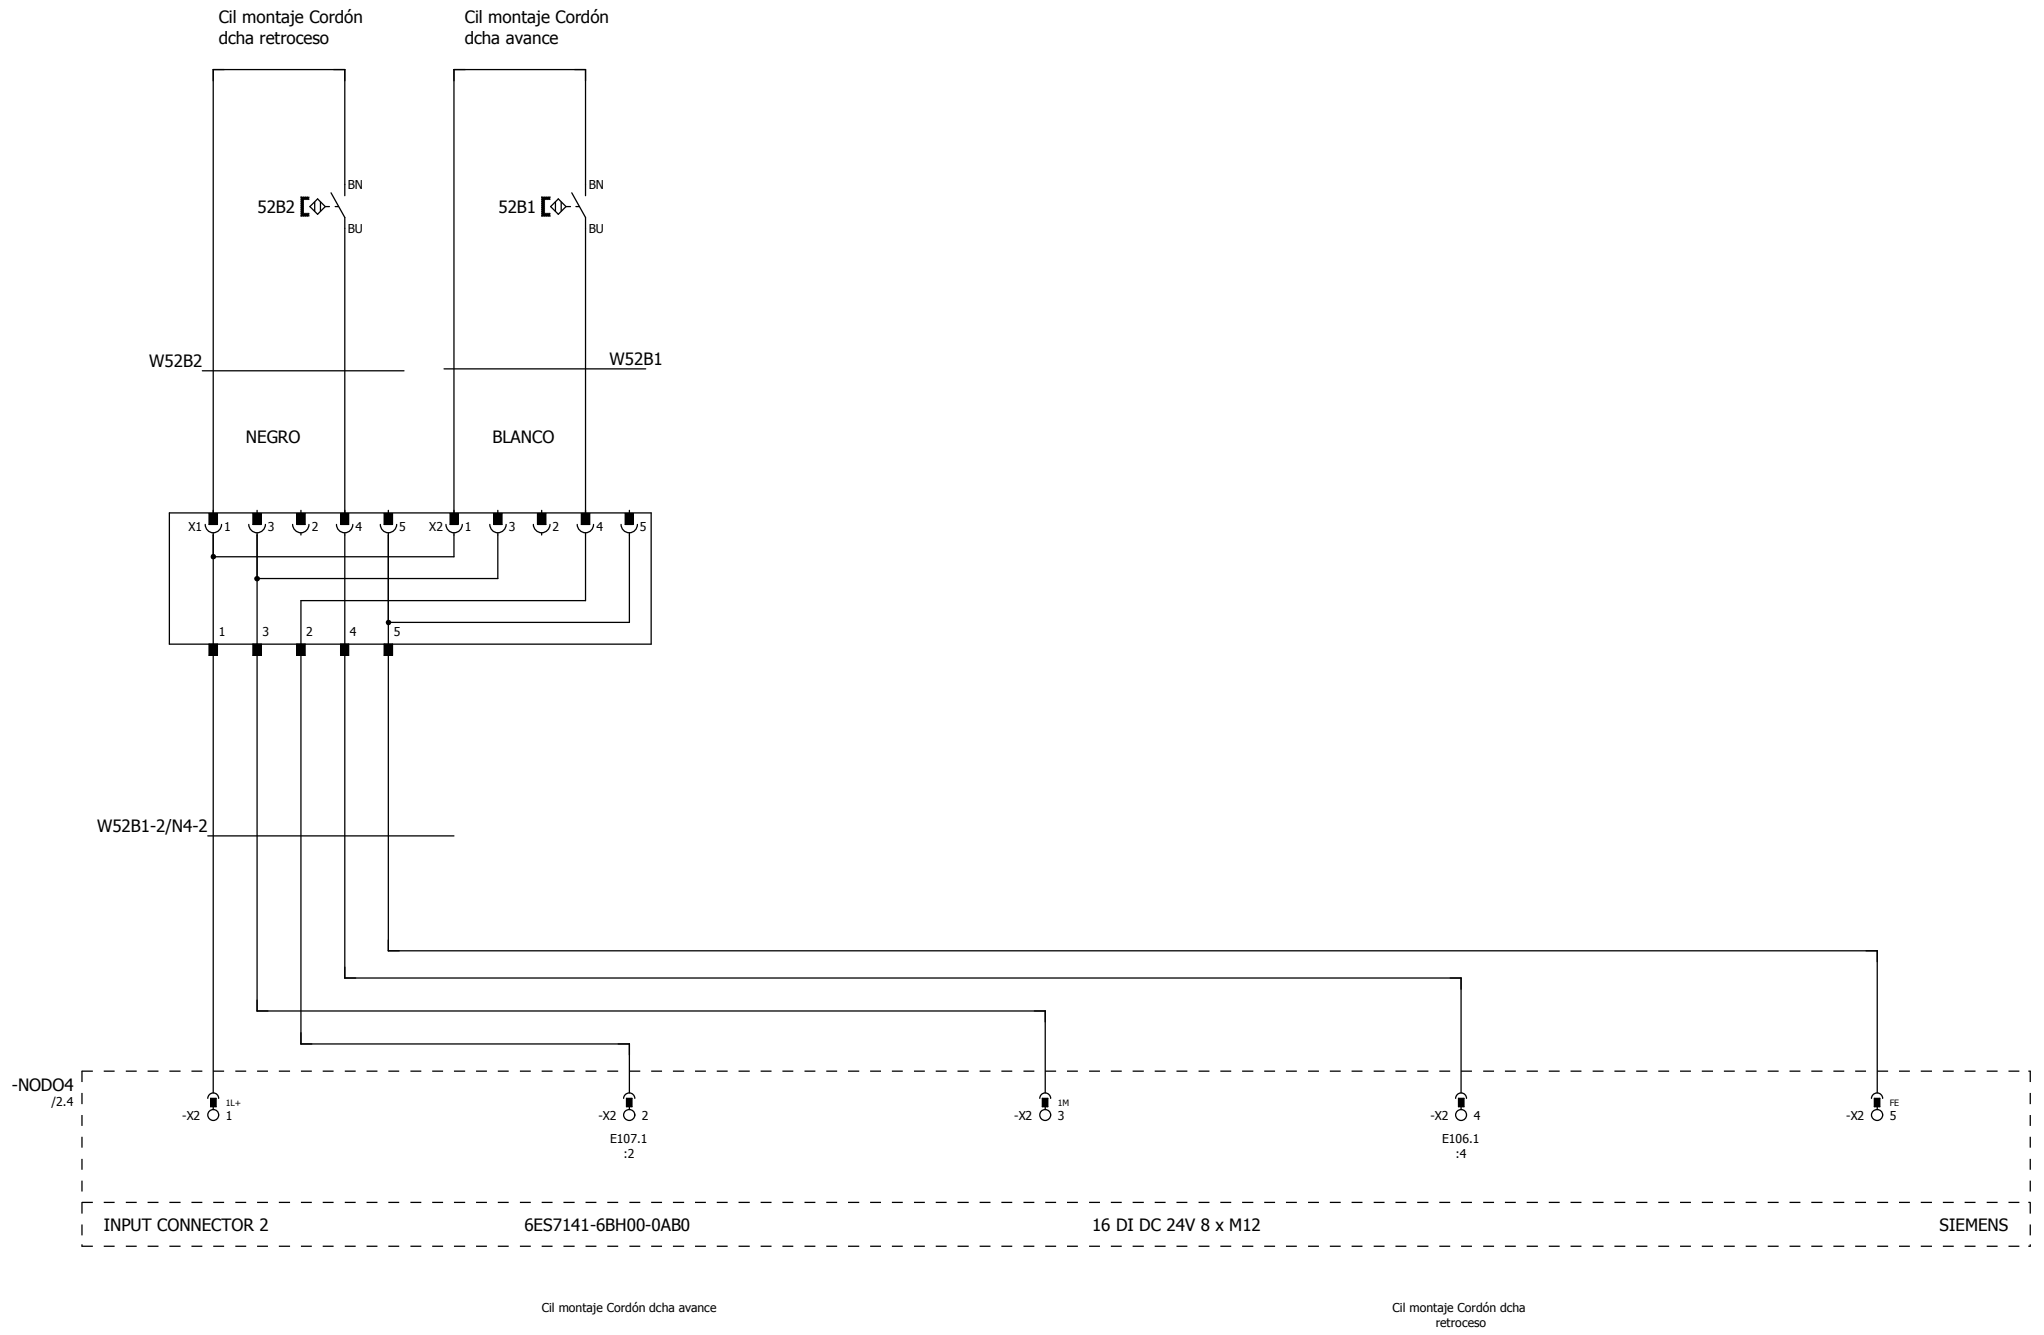 Cil montaje Cordón
dcha retroceso
Cil montaje Cordón
dcha avance
BN
52B2
BU
BN
52B1
BU
W52B2
W52B1
NEGRO
BLANCO
X1 1 3 2 4 5 X2 1 3 2 4 5
1 3 2 4 5
W52B1-2/N4-2
-NODO4
/2.4
1L+
-X2 1
-X2 2
E107.1
:2
1M
-X2 3
-X2 4
E106.1
:4
FE
-X2 5
INPUT CONNECTOR 2 6ES7141-6BH00-0AB0 16 DI DC 24V 8 x M12 SIEMENS
Cil montaje Cordón dcha avance
Cil montaje Cordón dcha
retroceso